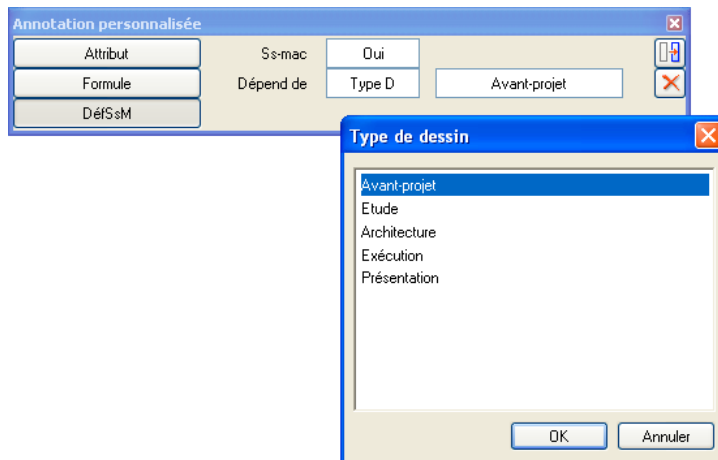 Annotation personnalisée
Attribut Ss-mac Oui
Formule Dépend de Type D Avant-projet
DéfSsM
Type de dessin
Avant-projet
Etude
Architecture
Exécution
Présentation
OK Annuler